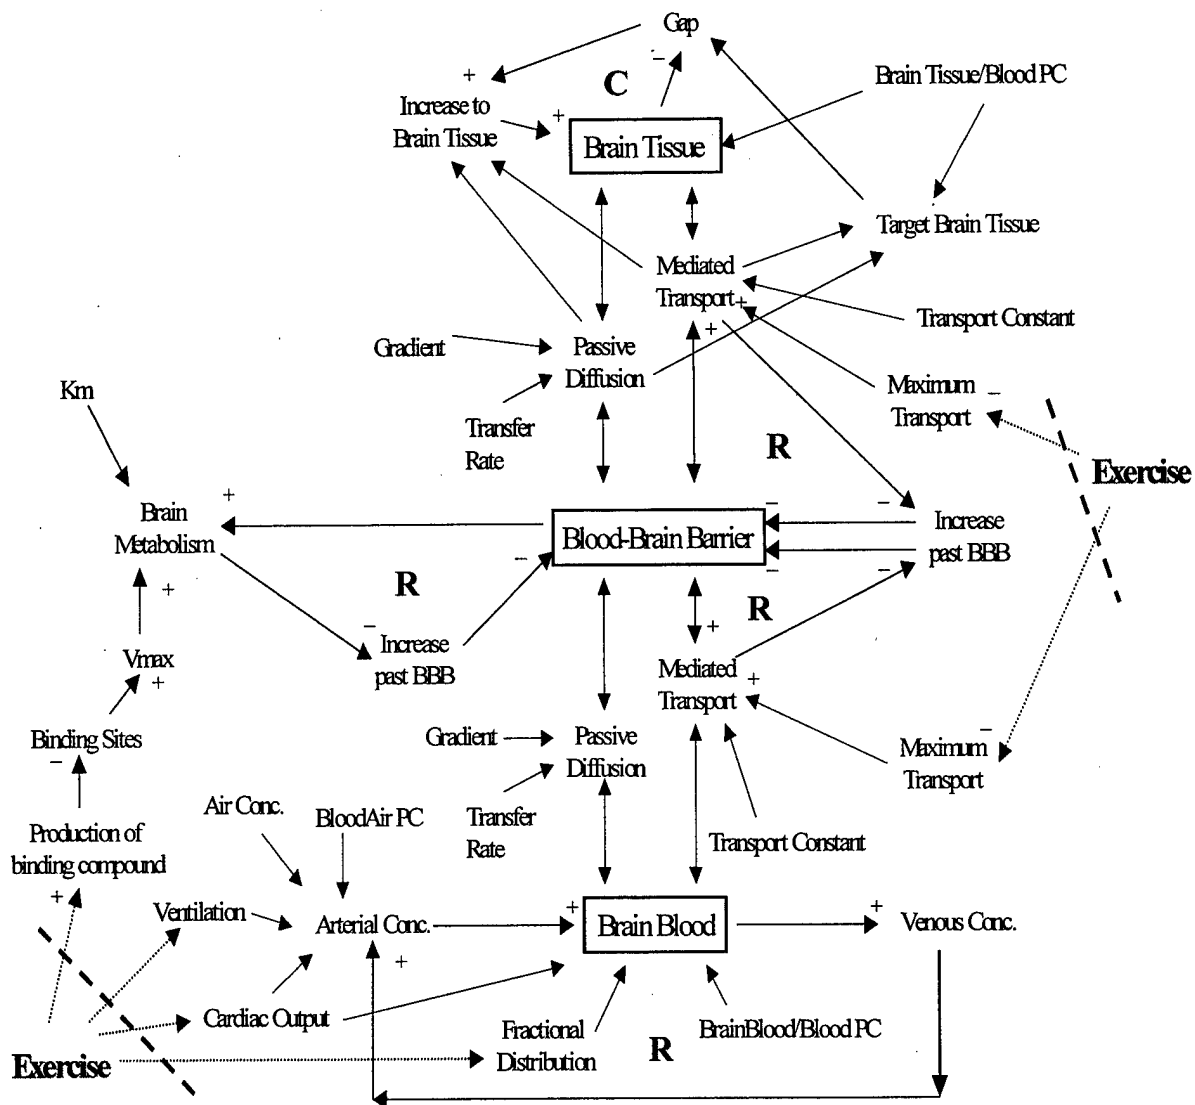 Gap
+
–
C
Brain Tissue/Blood PC
Increase to
Brain Tissue
+
Brain Tissue
Target Brain Tissue
Mediated
Transport
+
+
Transport Constant
Gradient
Passive
Diffusion
Maximum
Transport
–
Km
Transfer
Rate
R
Exercise
Brain
Metabolism
+
Blood-Brain Barrier
–
–
–
–
–
Increase
past BBB
+
R
–
Increase
past BBB
R
+
Vmax
+
Mediated
Transport
+
Binding Sites
–
Gradient
Passive
Diffusion
Maximum
Transport
–
Air Conc.
BloodAir PC
Transfer
Rate
Transport Constant
Production of
binding compound
+
Ventilation
Arterial Conc.
+
+
Brain Blood
+
Venous Conc.
Cardiac Output
Fractional
Distribution
BrainBlood/Blood PC
R
Exercise